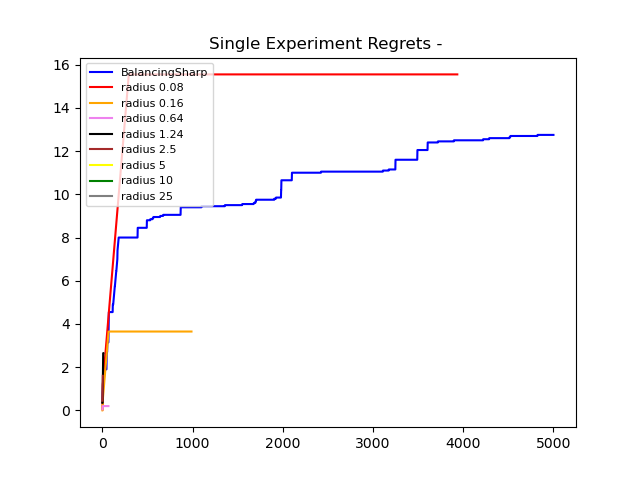 Single Experiment Regrets -
16
14
12
10
8
6
4
2
0
BalancingSharp
radius 0.08
radius 0.16
radius 0.64
radius 1.24
radius 2.5
radius 5
radius 10
radius 25
0 1000 2000 3000 4000 5000